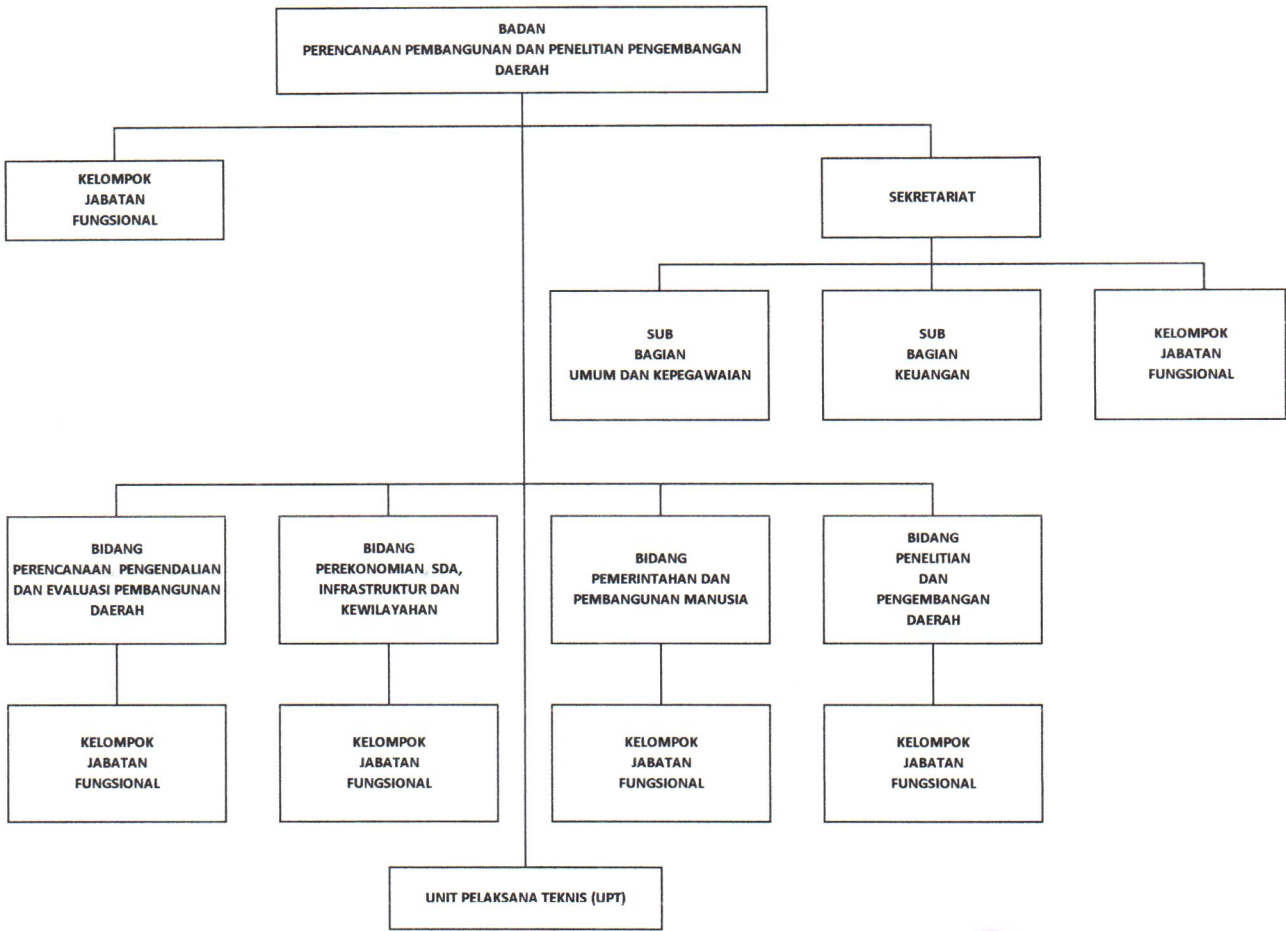 BADAN
PERENCANAAN PEMBANGUNAN DAN PENELITIAN PENGEMBANGAN
DAERAH
KELOMPOK
JABATAN
FUNGSIONAL
SEKRETARIAT
SUB
BAGIAN
UMUM DAN KEPEGAWAIAN
SUB
BAGIAN
KEUANGAN
KELOMPOK
JABATAN
FUNGSIONAL
BIDANG
PERENCANAAN, PENGENDALIAN
DAN EVALUASI PEMBANGUNAN
DAERAH
BIDANG
PEREKONOMIAN, SDA,
INFRASTRUKTUR DAN
KEWILAYAHAN
BIDANG
PEMERINTAHAN DAN
PEMBANGUNAN MANUSIA
BIDANG
PENELITIAN
DAN
PENGEMBANGAN
DAERAH
KELOMPOK
JABATAN
FUNGSIONAL
KELOMPOK
JABATAN
FUNGSIONAL
KELOMPOK
JABATAN
FUNGSIONAL
KELOMPOK
JABATAN
FUNGSIONAL
UNIT PELAKSANA TEKNIS (UPT)